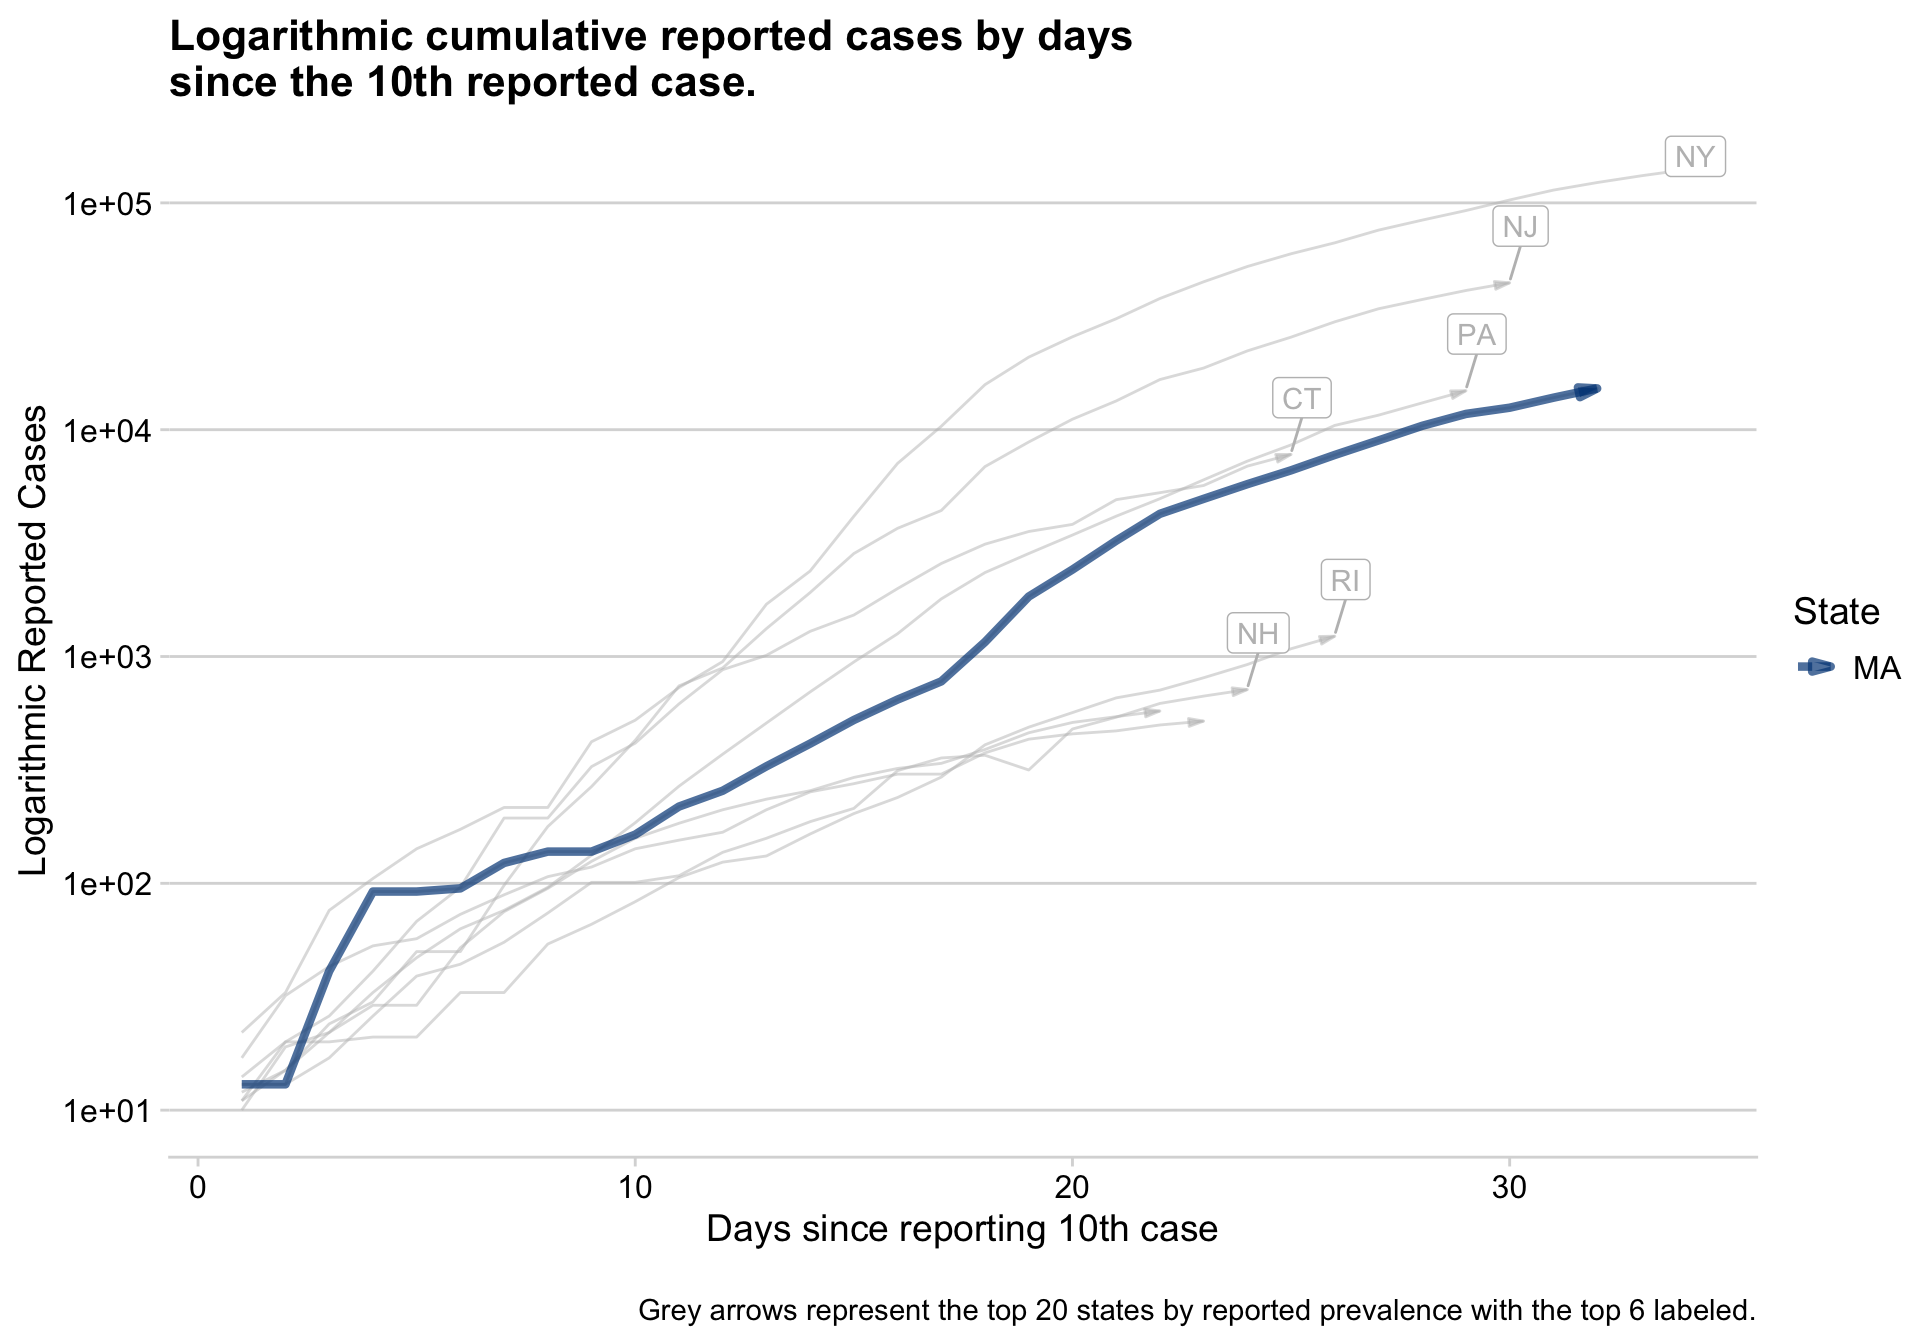 Logarithmic cumulative reported cases by days
since the 10th reported case.
NY
1e+05
NJ
PA
CT
1e+04
RI
NH
1e+03
1e+02
1e+01
Logarithmic Reported Cases
State
MA
0 10 20 30
Days since reporting 10th case
Grey arrows represent the top 20 states by reported prevalence with the top 6 labeled.